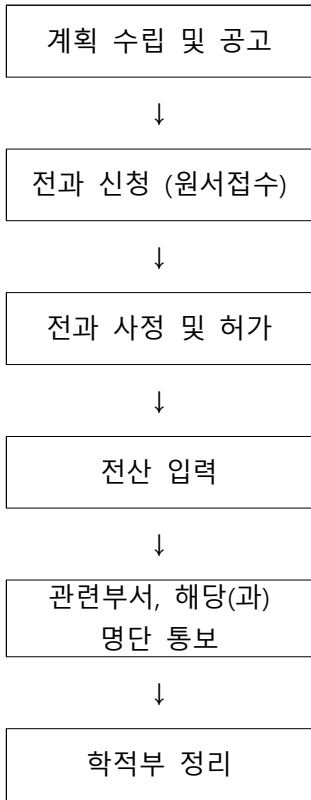 계획 수립 및 공고
↓
전과 신청 (원서접수)
↓
전과 사정 및 허가
↓
전산 입력
↓
관련부서, 해당(과)
명단 통보
↓
학적부 정리